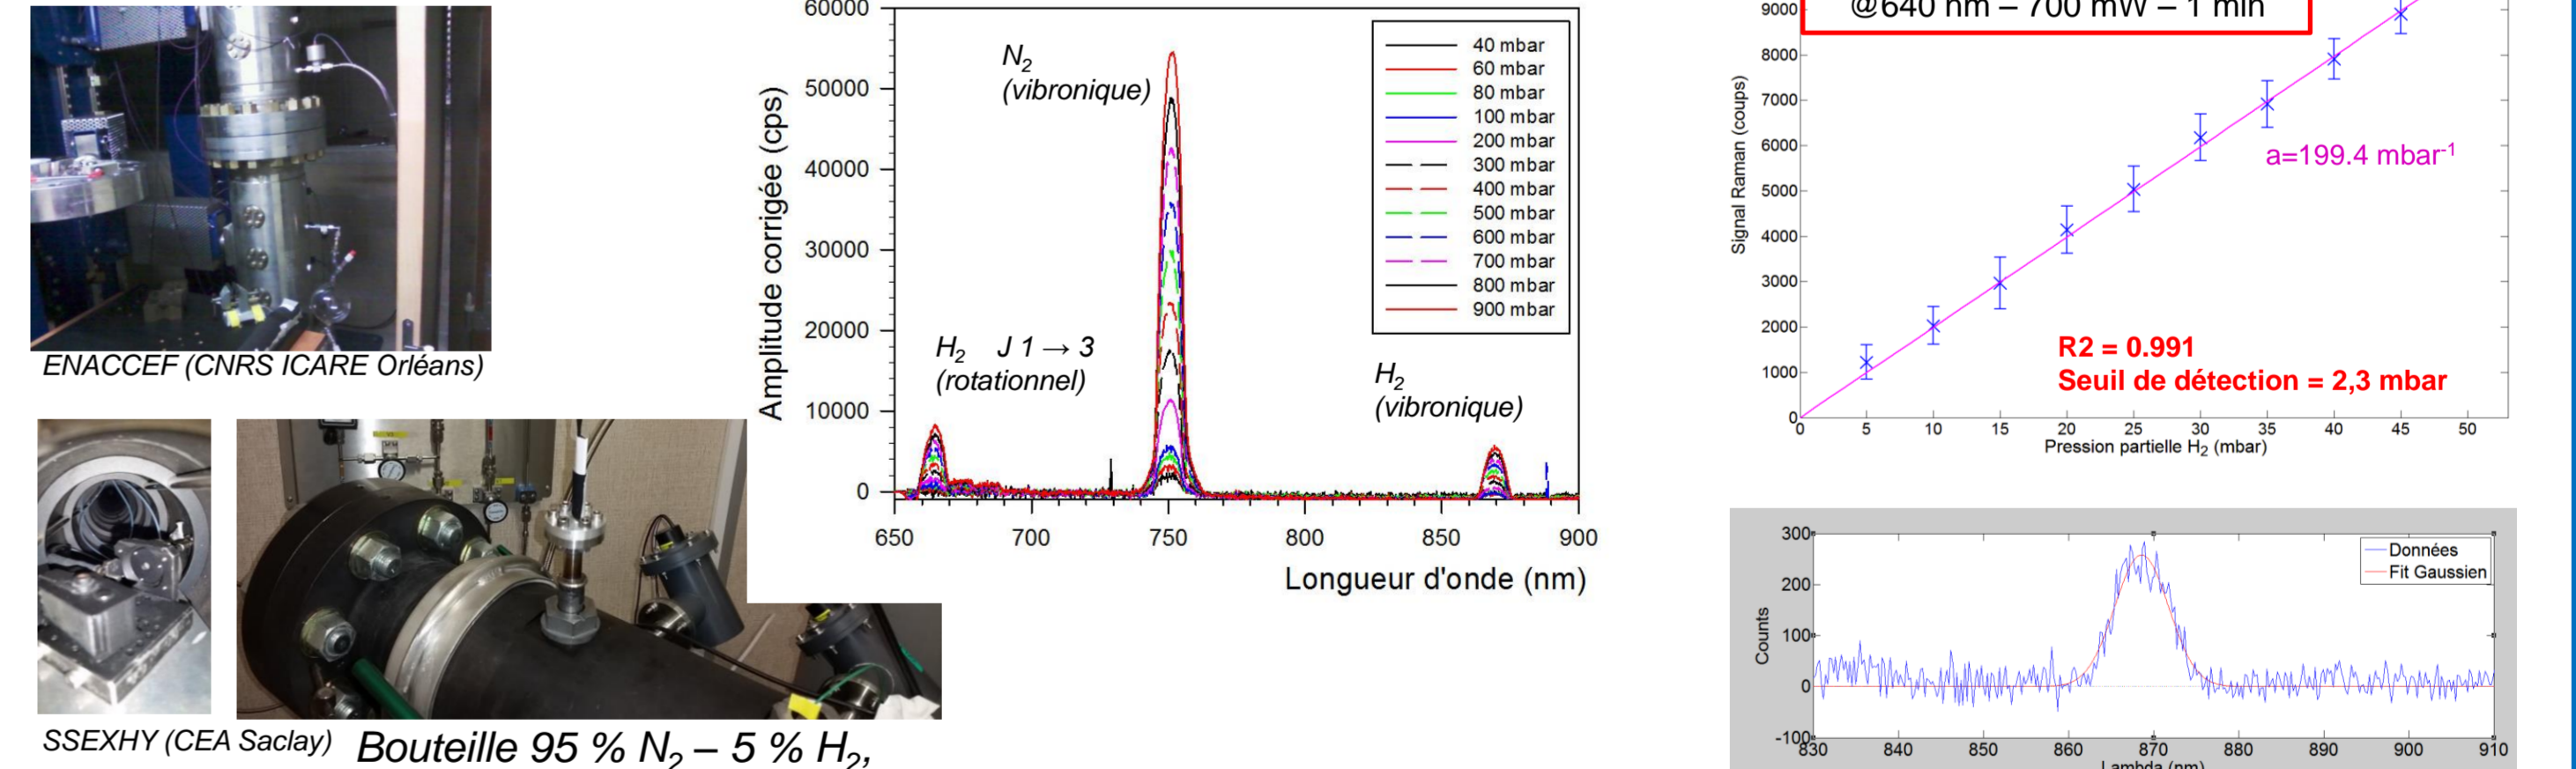 ENACCEF (CNRS ICARE Orléans)
SSEXHY (CEA Saclay)
Bouteille 95 % N₂ – 5 % H₂,
60000
50000
40000
30000
20000
10000
0
Amplitude corrigée (cps)
N₂
(vibronique)
H₂ J 1 → 3
(rotationnel)
H₂
(vibronique)
40 mbar
60 mbar
80 mbar
100 mbar
200 mbar
300 mbar
400 mbar
500 mbar
600 mbar
700 mbar
800 mbar
900 mbar
650 700 750 800 850 900
Longueur d'onde (nm)
@640 nm – 700 mW – 1 min
9000
8000
7000
6000
5000
4000
3000
2000
1000
0
Signal Raman (coups)
a=199.4 mbar⁻¹
R2 = 0.991
Seuil de détection = 2,3 mbar
0 5 10 15 20 25 30 35 40 45 50
Pression partielle H₂ (mbar)
300
200
100
0
-100
Counts
Données
Fit Gaussien
830 840 850 860 870 880 890 900 910
Lambda (nm)